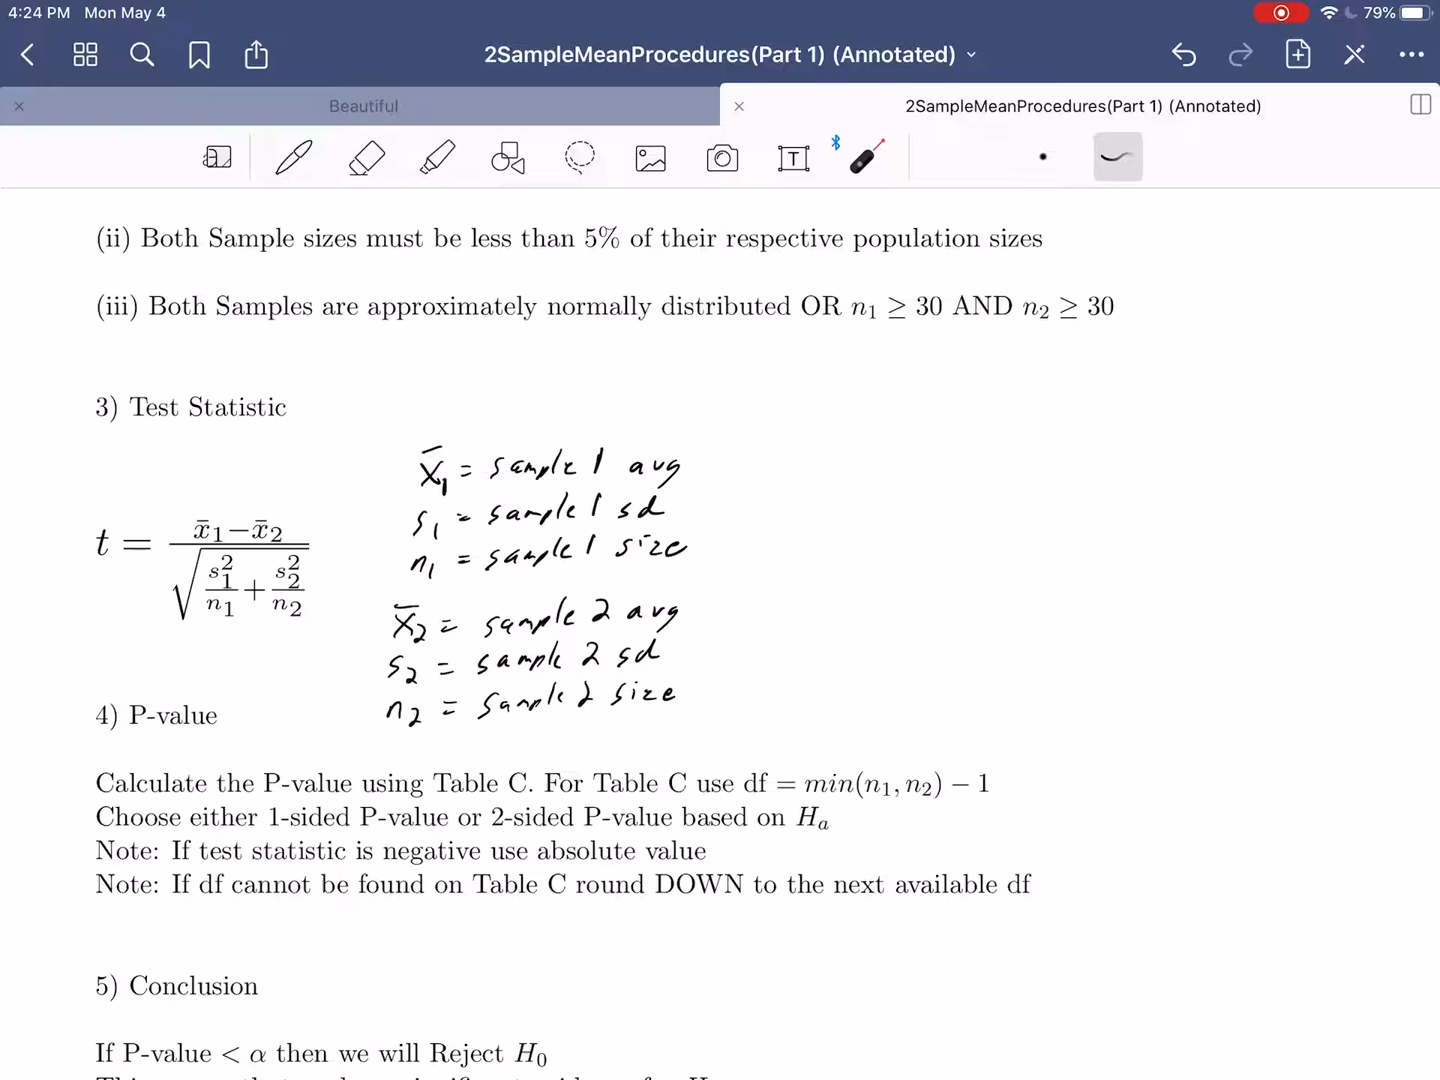 4:24 PM Mon May 4
79%
2SampleMeanProcedures(Part 1) (Annotated)
Beautiful
2SampleMeanProcedures(Part 1) (Annotated)
(ii) Both Sample sizes must be less than 5% of their respective population sizes
(iii) Both Samples are approximately normally distributed OR n₁ ≥ 30 AND n₂ ≥ 30
3) Test Statistic
x̄₁ = sample 1 avg
s₁ = sample 1 sd
n₁ = sample 1 size
t = (x̄₁−x̄₂)/√(s₁²/n₁ + s₂²/n₂)
x̄₂ = sample 2 avg
s₂ = sample 2 sd
n₂ = sample 2 size
4) P-value
Calculate the P-value using Table C. For Table C use df = min(n₁, n₂) − 1
Choose either 1-sided P-value or 2-sided P-value based on Hₐ
Note: If test statistic is negative use absolute value
Note: If df cannot be found on Table C round DOWN to the next available df
5) Conclusion
If P-value < α then we will Reject H₀